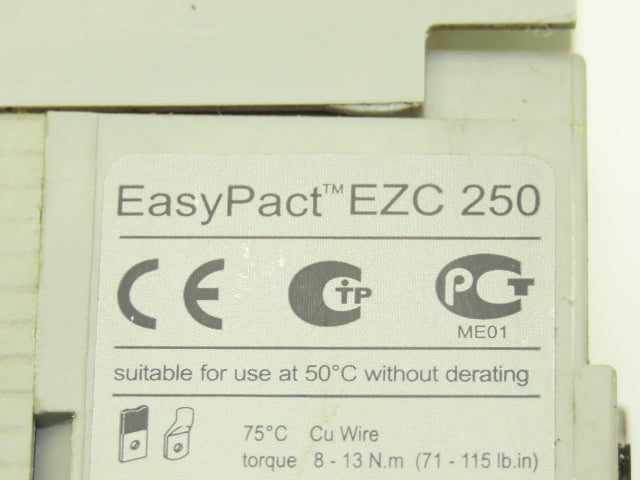 EasyPact™ EZC 250
CE CTP PCT
ME01
suitable for use at 50°C without derating
75°C Cu Wire
torque 8 - 13 N.m (71 - 115 lb.in)